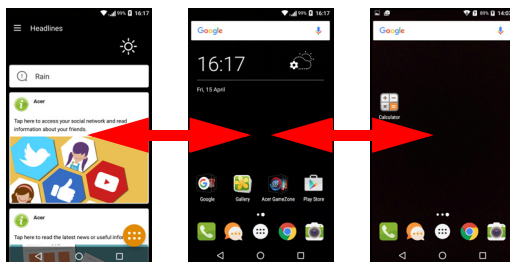 99% 16:17
Headlines
Rain
Acer
Tap here to access your social network and read
information about your friends.
Acer
Tap here to read the latest news or useful infor
99% 16:17
Google
16:17
Fri, 15 April
Google
Gallery
Acer GameZone
Play Store
89% 14:07
Google
Calculator